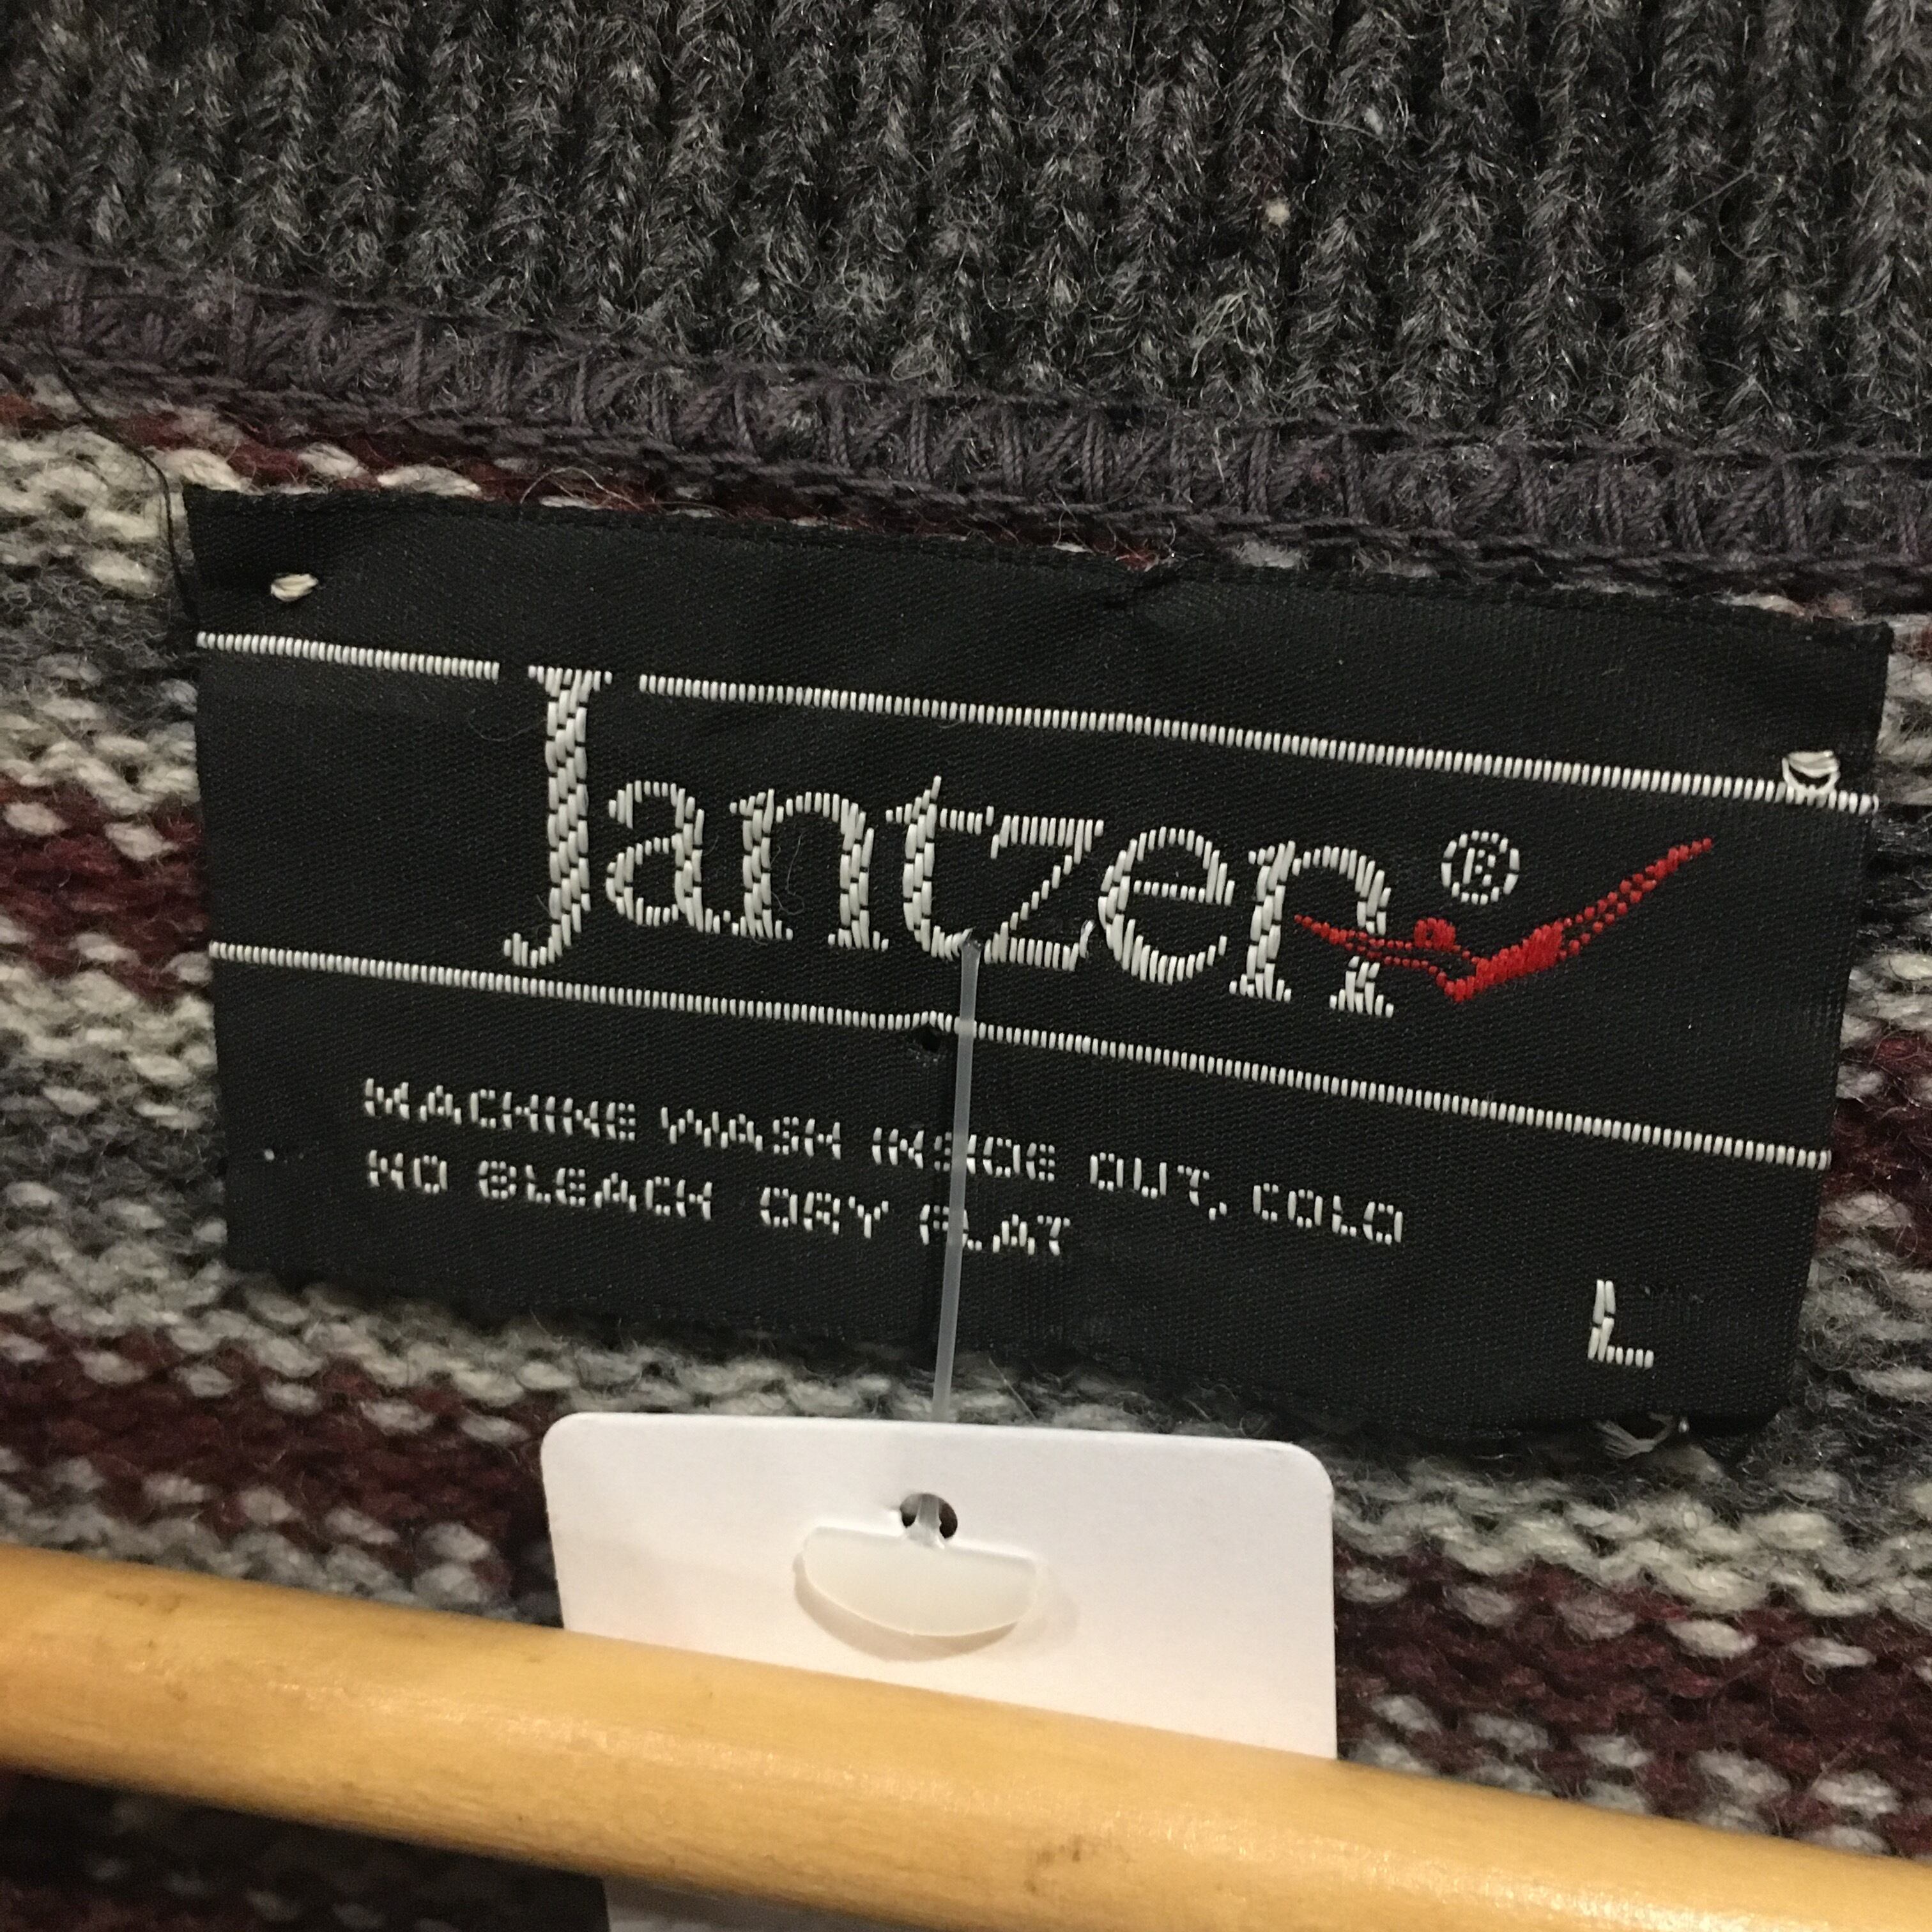 Jantzen®
MACHINE WASH INSIDE OUT, COLD
NO BLEACH DRY FLAT
L